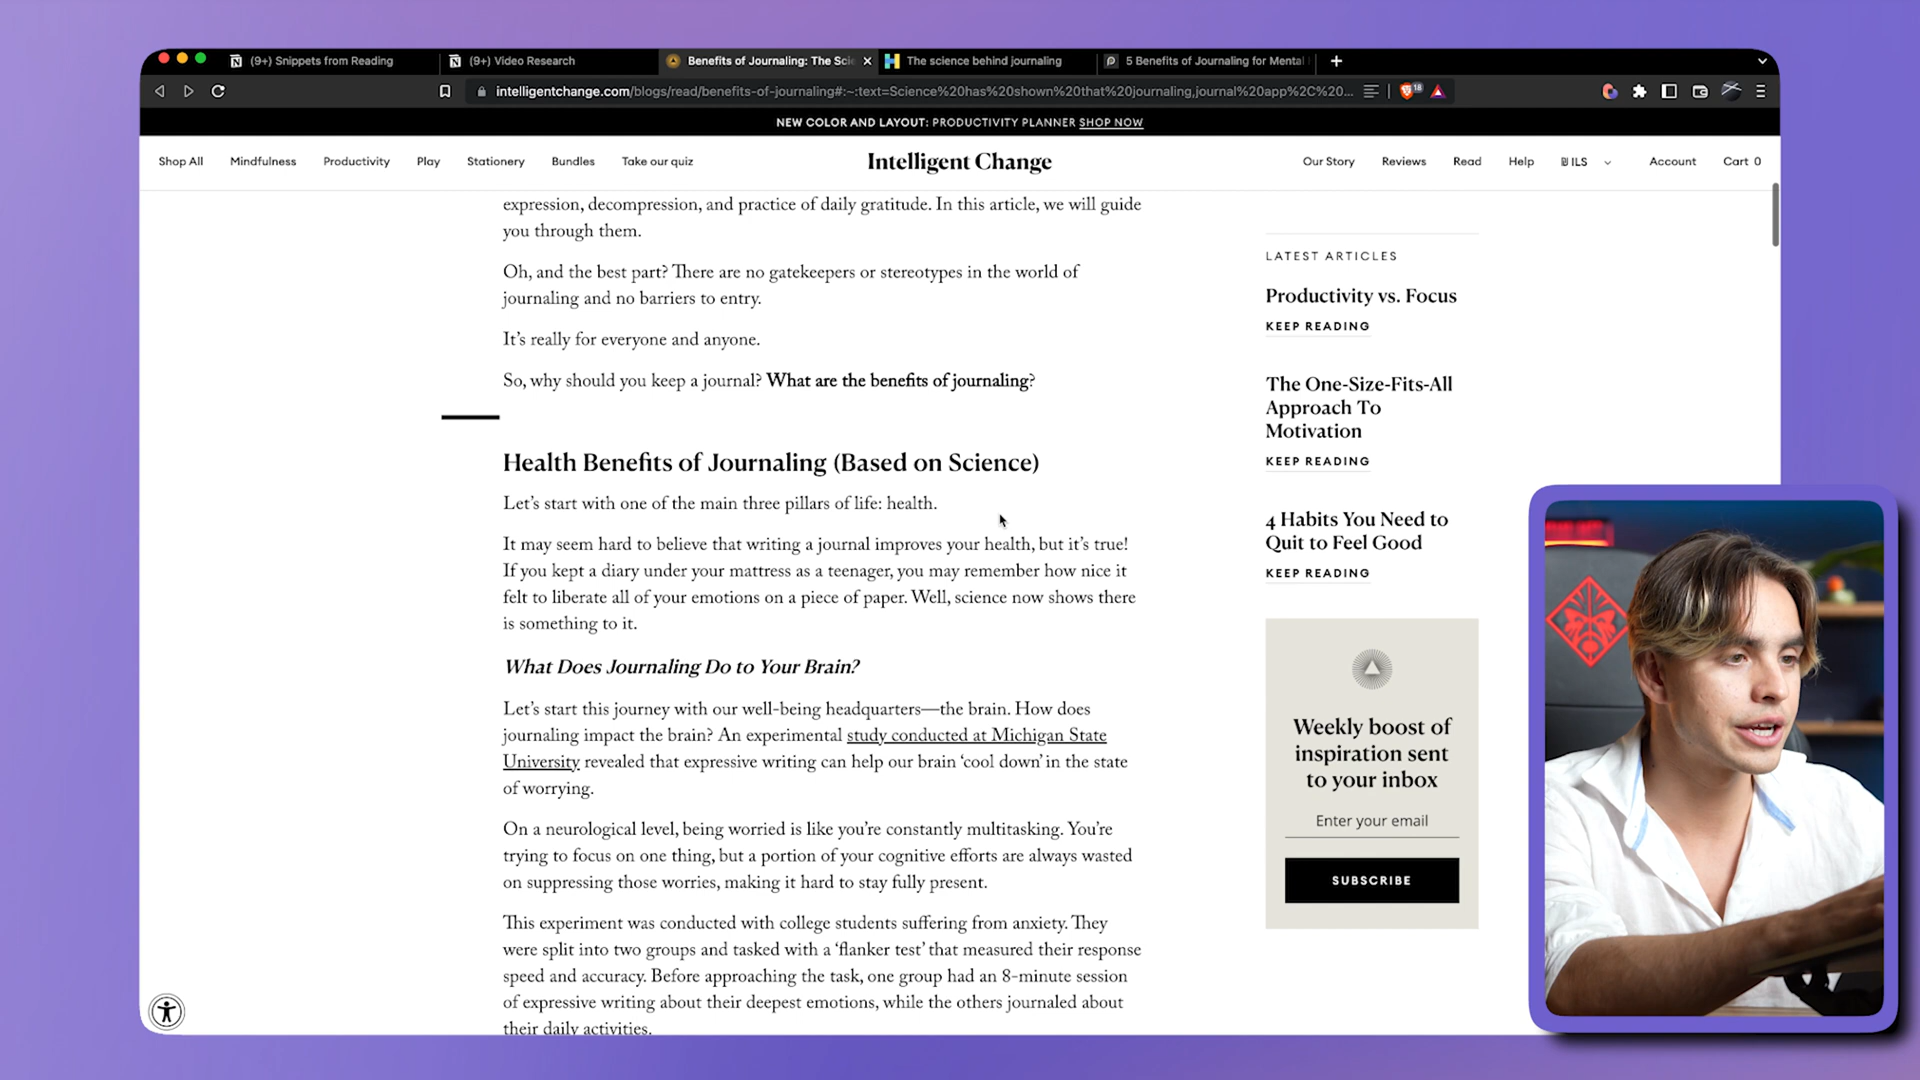 (9+) Snippets from Reading
(9+) Video Research
Benefits of Journaling: The Scie
The science behind journaling
5 Benefits of Journaling for Mental
intelligentchange.com/blogs/read/benefits-of-journaling#:~:text=Science%20has%20shown%20that%20journaling,journal%20app%2C%20...
18
NEW COLOR AND LAYOUT: PRODUCTIVITY PLANNER SHOP NOW
Shop All Mindfulness Productivity Play Stationery Bundles Take our quiz
Intelligent Change
Our Story Reviews Read Help ₪ ILS Account Cart 0
expression, decompression, and practice of daily gratitude. In this article, we will guide
you through them.
Oh, and the best part? There are no gatekeepers or stereotypes in the world of
journaling and no barriers to entry.
It’s really for everyone and anyone.
So, why should you keep a journal? What are the benefits of journaling?
Health Benefits of Journaling (Based on Science)
Let’s start with one of the main three pillars of life: health.
It may seem hard to believe that writing a journal improves your health, but it’s true!
If you kept a diary under your mattress as a teenager, you may remember how nice it
felt to liberate all of your emotions on a piece of paper. Well, science now shows there
is something to it.
What Does Journaling Do to Your Brain?
Let’s start this journey with our well-being headquarters—the brain. How does
journaling impact the brain? An experimental study conducted at Michigan State
University revealed that expressive writing can help our brain ‘cool down’ in the state
of worrying.
On a neurological level, being worried is like you’re constantly multitasking. You’re
trying to focus on one thing, but a portion of your cognitive efforts are always wasted
on suppressing those worries, making it hard to stay fully present.
This experiment was conducted with college students suffering from anxiety. They
were split into two groups and tasked with a ‘flanker test’ that measured their response
speed and accuracy. Before approaching the task, one group had an 8-minute session
of expressive writing about their deepest emotions, while the others journaled about
their daily activities.
LATEST ARTICLES
Productivity vs. Focus
KEEP READING
The One-Size-Fits-All
Approach To
Motivation
KEEP READING
4 Habits You Need to
Quit to Feel Good
KEEP READING
Weekly boost of
inspiration sent
to your inbox
Enter your email
SUBSCRIBE